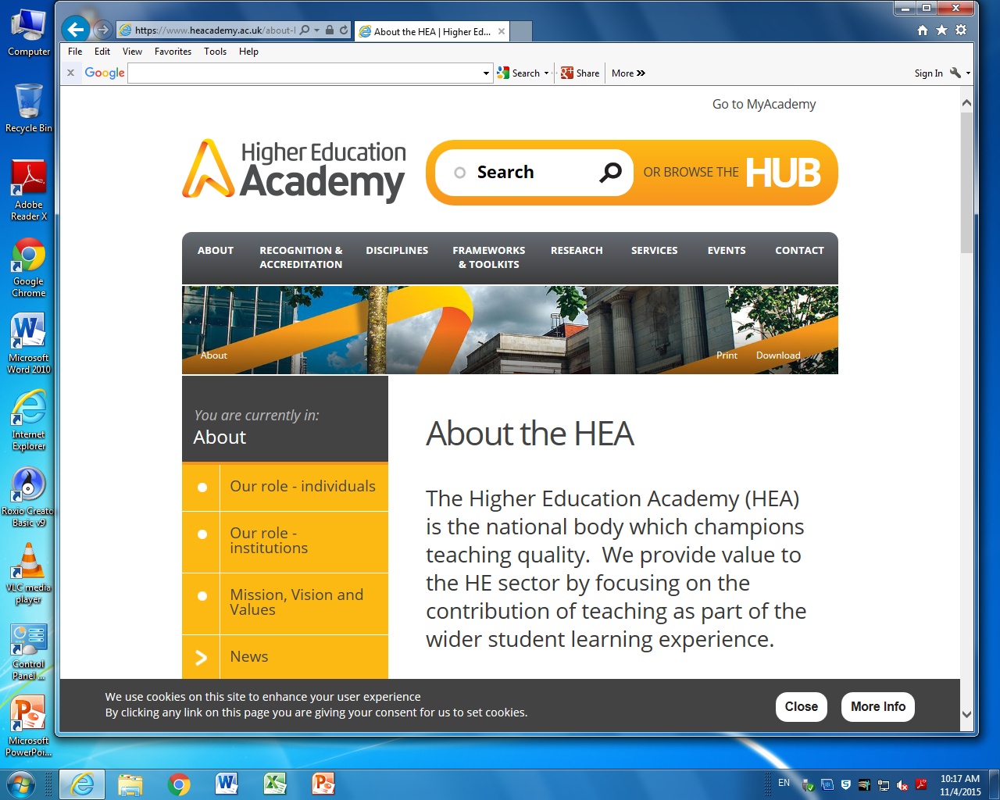 Computer
Recycle Bin
Adobe
Reader X
Google
Chrome
Microsoft
Word 2010
Internet
Explorer
Roxio Creato
Basic v9
VLC media
player
Control
Panel ...
Microsoft
PowerPoi...
https://www.heacademy.ac.uk/about-l
About the HEA | Higher Ed...
File Edit View Favorites Tools Help
x Google Search Share More »
Sign In
Go to MyAcademy
Higher Education
Academy
Search
OR BROWSE THE HUB
ABOUT
RECOGNITION &
ACCREDITATION
DISCIPLINES
FRAMEWORKS
& TOOLKITS
RESEARCH
SERVICES
EVENTS
CONTACT
About
Print Download
You are currently in:
About
Our role - individuals
Our role -
institutions
Mission, Vision and
Values
News
About the HEA
The Higher Education Academy (HEA)
is the national body which champions
teaching quality. We provide value to
the HE sector by focusing on the
contribution of teaching as part of the
wider student learning experience.
We use cookies on this site to enhance your user experience
By clicking any link on this page you are giving your consent for us to set cookies.
Close
More Info
EN
10:17 AM
11/4/2015